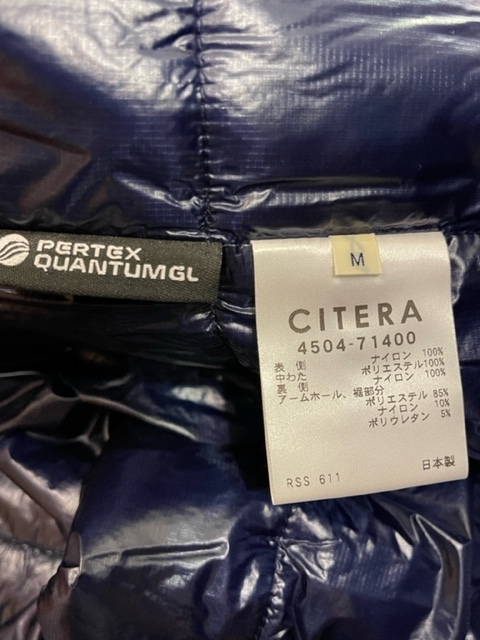 PERTEX
QUANTUMGL
M
CITERA
4504-71400
表 側 ナイロン 100%
中わた ポリエステル100%
裏 側 ナイロン 100%
アームホール、裾部分
ポリエステル 85%
ナイロン 10%
ポリウレタン 5%
RSS 611 日本製